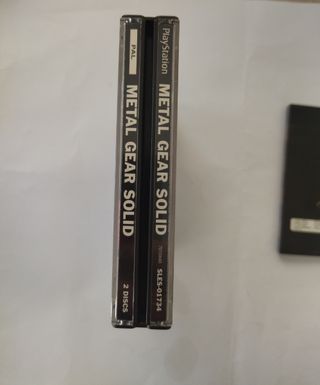 PAL
METAL GEAR SOLID
2 DISCS
PlayStation
METAL GEAR SOLID
SLES-01734